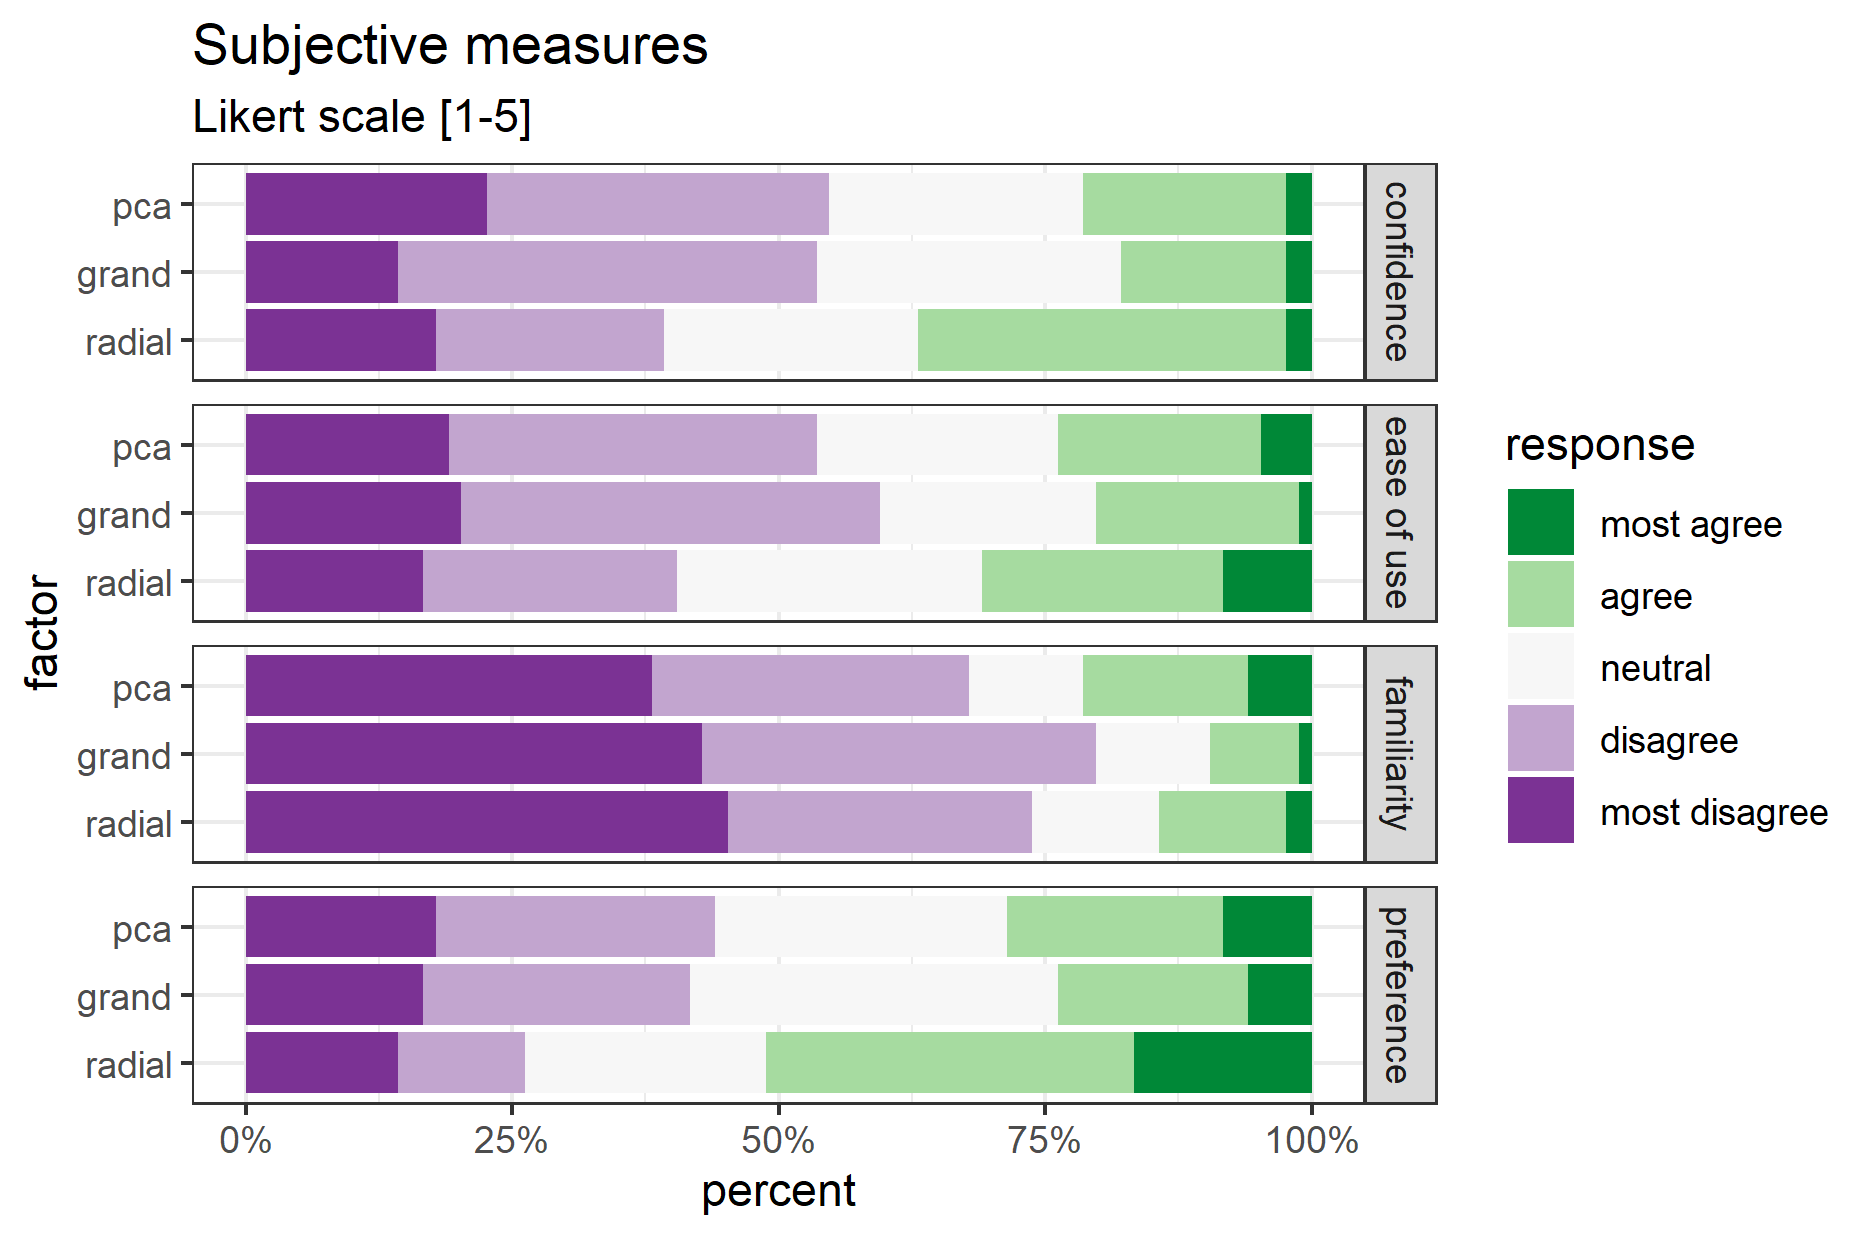 Subjective measures
Likert scale [1-5]
factor
pca
grand
radial
confidence
pca
grand
radial
ease of use
pca
grand
radial
familiarity
pca
grand
radial
preference
0% 25% 50% 75% 100%
percent
response
most agree
agree
neutral
disagree
most disagree